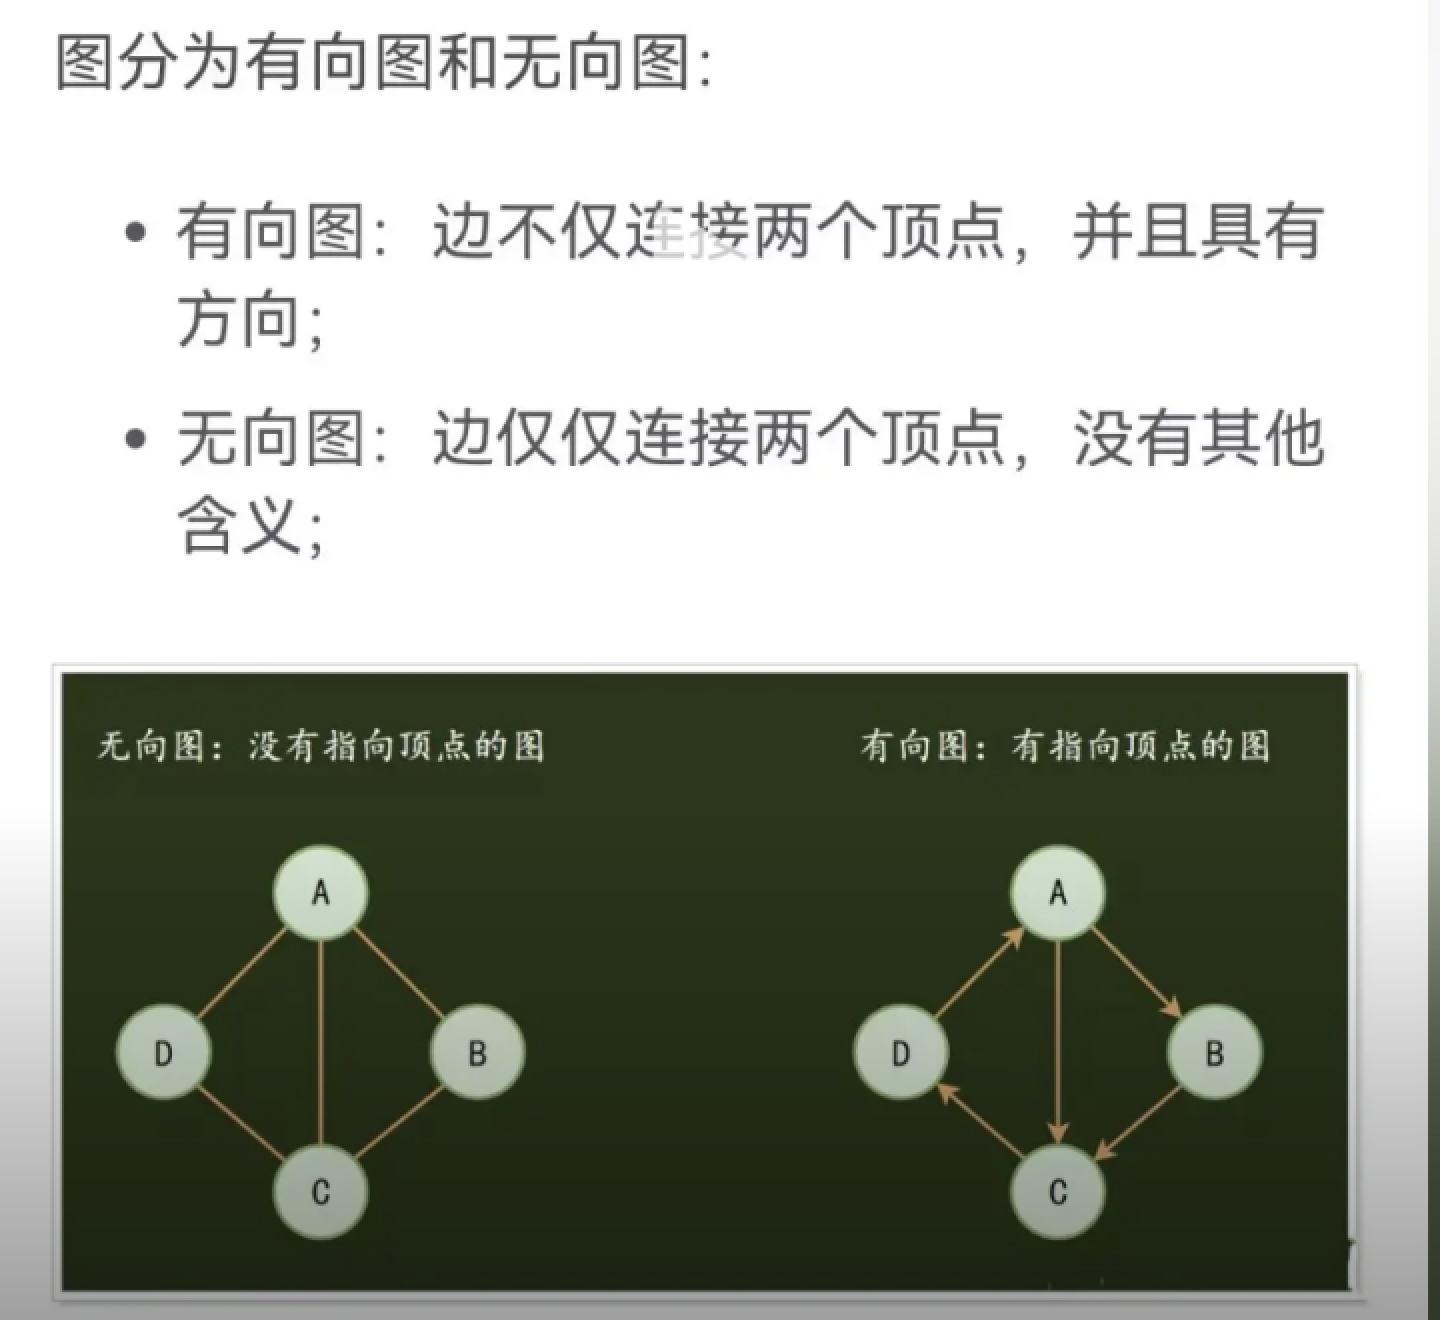 图分为有向图和无向图：
有向图：边不仅连接两个顶点，并且具有
方向；
无向图：边仅仅连接两个顶点，没有其他
含义；
无向图：没有指向顶点的图
有向图：有指向顶点的图
A
D
B
C
A
D
B
C